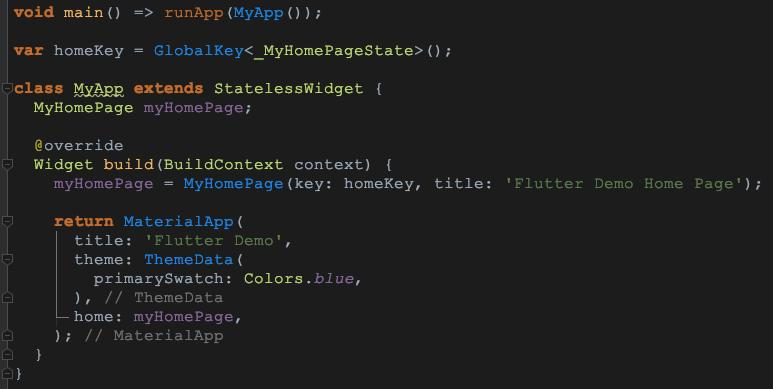 void main() => runApp(MyApp());
var homeKey = GlobalKey<_MyHomePageState>();
class MyApp extends StatelessWidget {
MyHomePage myHomePage;
@override
Widget build(BuildContext context) {
myHomePage = MyHomePage(key: homeKey, title: 'Flutter Demo Home Page');
return MaterialApp(
title: 'Flutter Demo',
theme: ThemeData(
primarySwatch: Colors.blue,
), // ThemeData
home: myHomePage,
); // MaterialApp
}
}